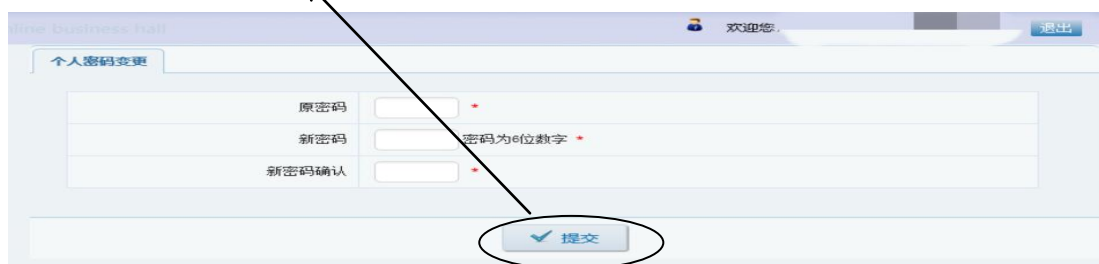 line business hall
欢迎您,
退出
个人密码变更
原密码 *
新密码 密码为6位数字 *
新密码确认 *
提交